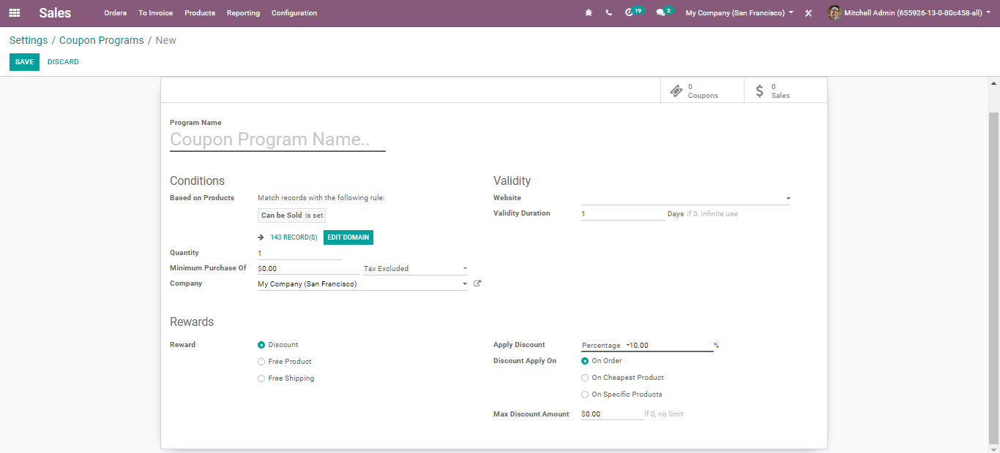 Sales Orders To Invoice Products Reporting Configuration 19 2 My Company (San Francisco) Mitchell Admin (655926-13-0-80c458-all)
Settings / Coupon Programs / New
SAVE DISCARD
0 Coupons
0 Sales
Program Name
Coupon Program Name..
Conditions
Based on Products Match records with the following rule:
Can be Sold is set
143 RECORD(S) EDIT DOMAIN
Quantity 1
Minimum Purchase Of $0.00 Tax Excluded
Company My Company (San Francisco)
Validity
Website
Validity Duration 1 Days if 0, infinite use
Rewards
Reward Discount
Free Product
Free Shipping
Apply Discount Percentage 10.00 %
Discount Apply On On Order
On Cheapest Product
On Specific Products
Max Discount Amount $0.00 if 0, no limit